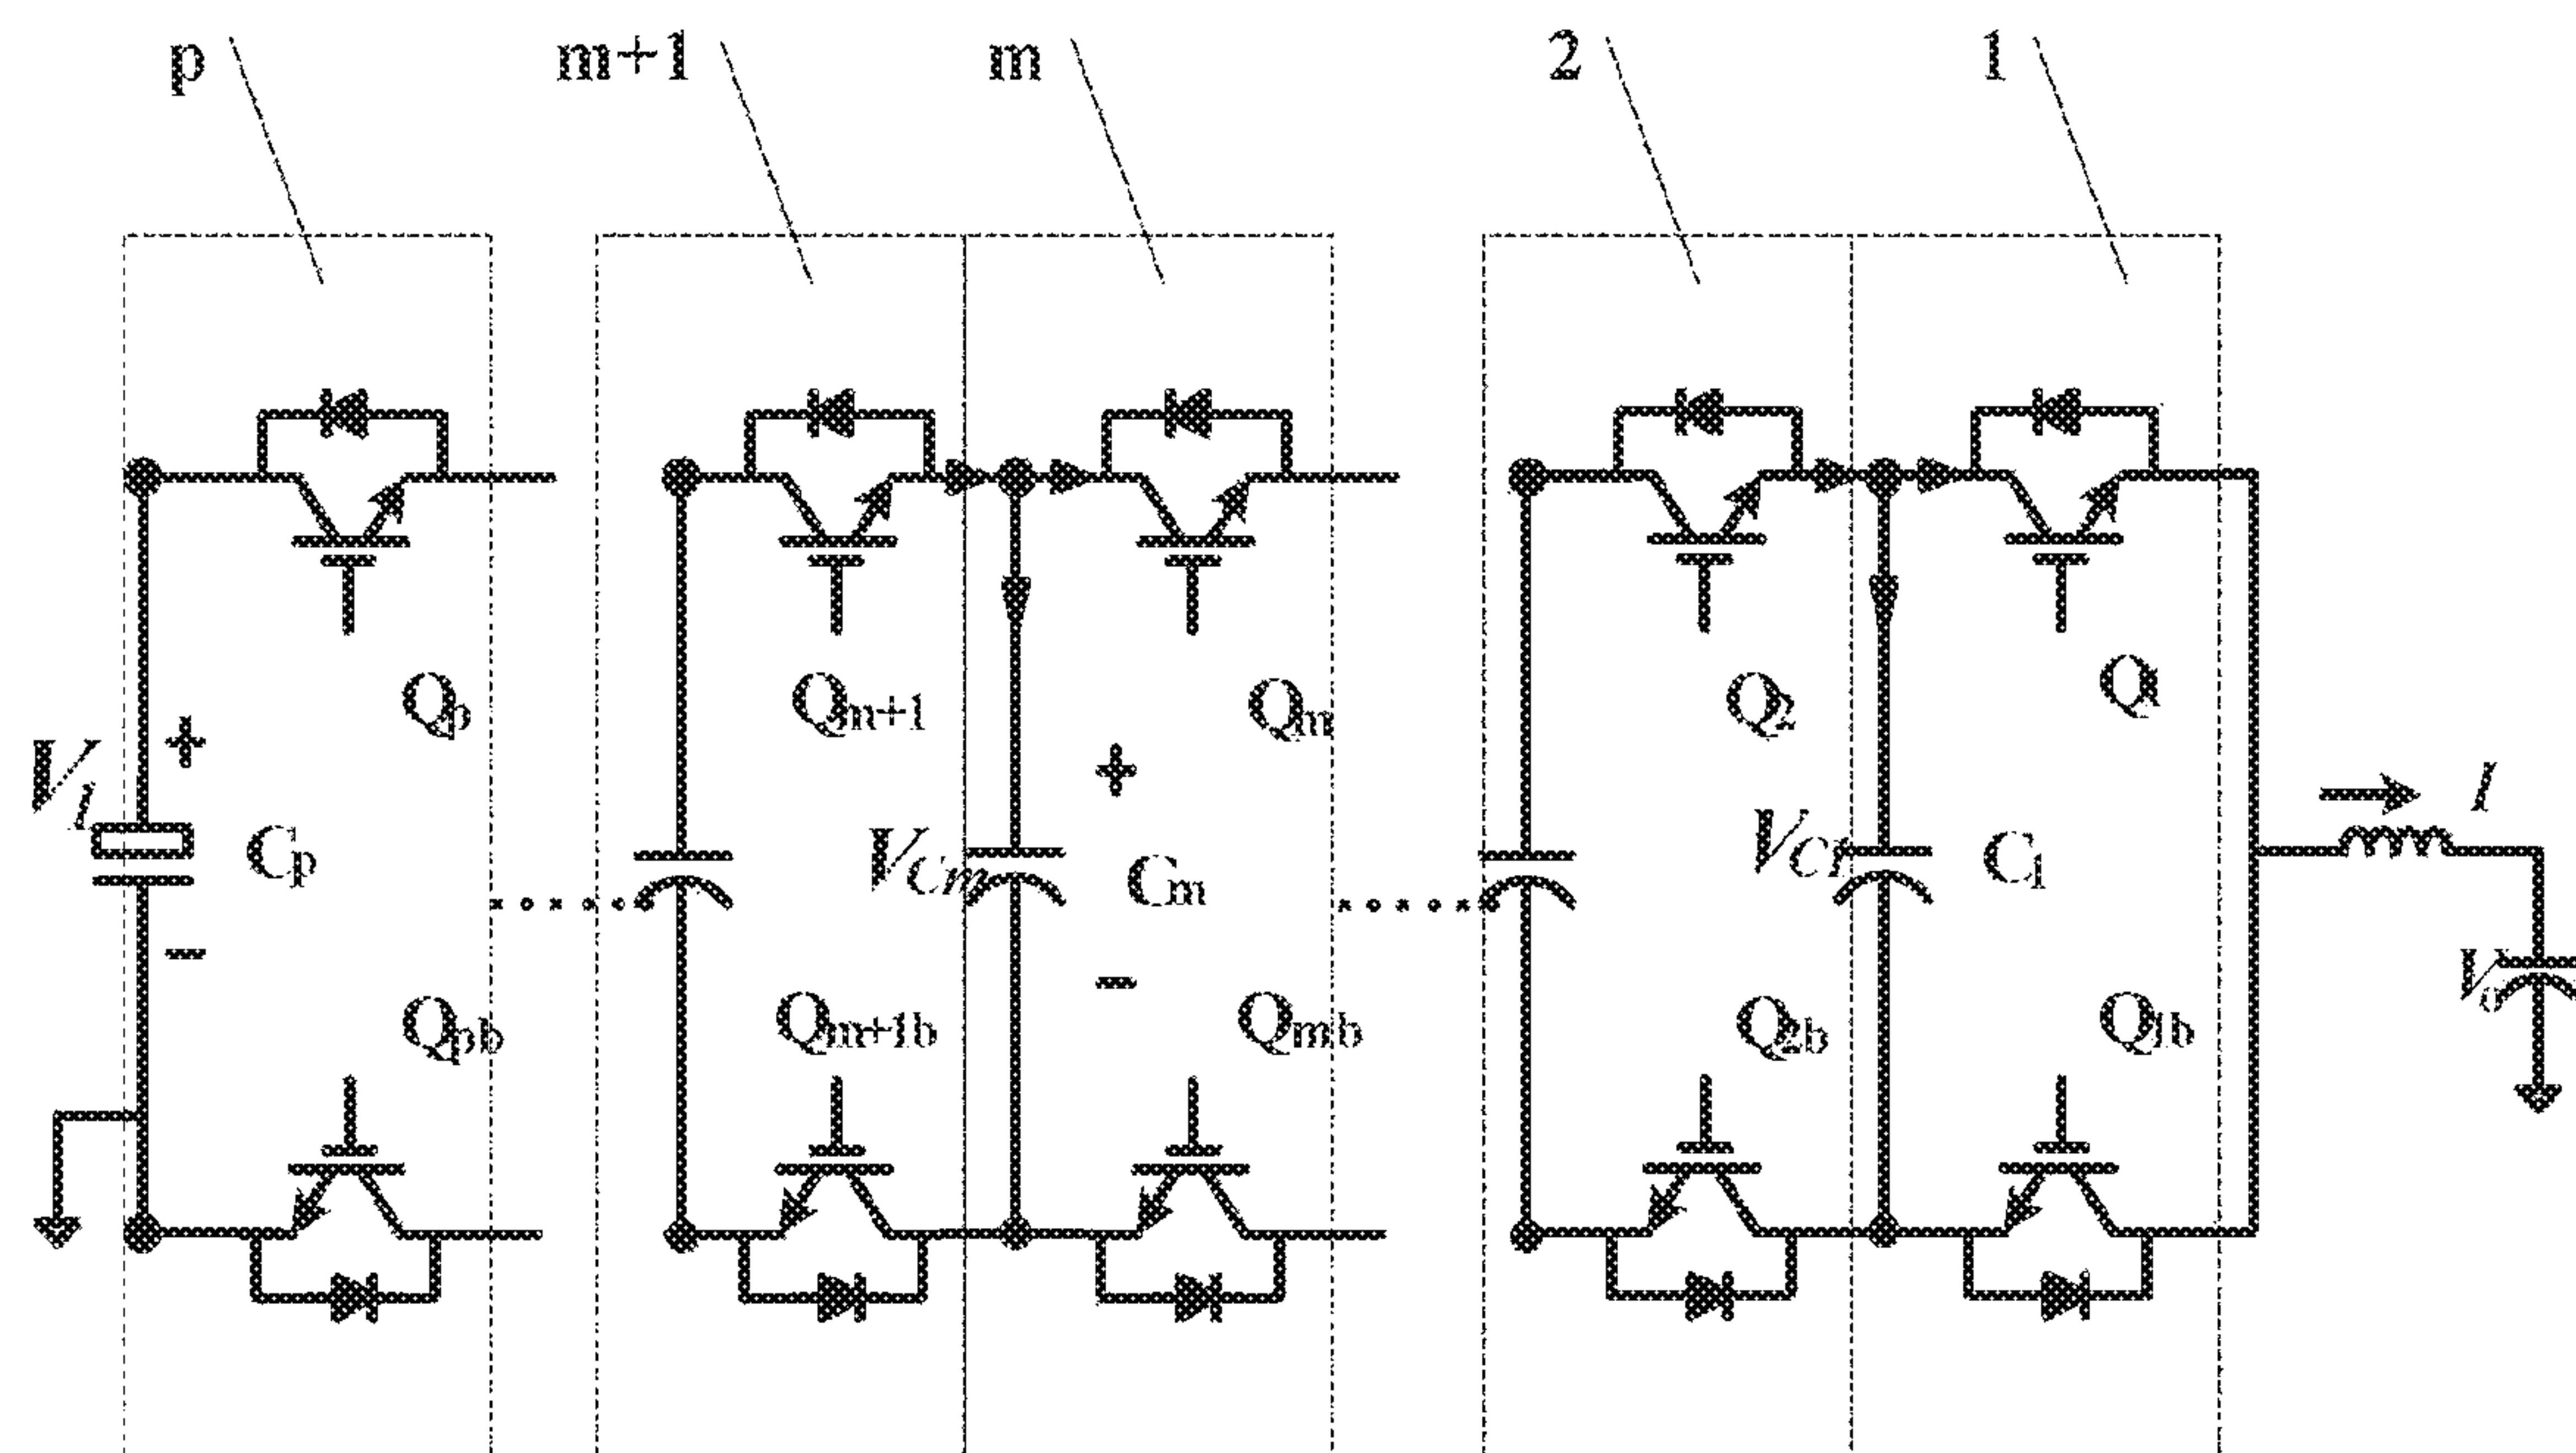 p m+1 m 2 1
Qp Qm+1 Qm Q2 Q1
+ +
VI Cp VCm Cm VC1 C1 I
− − Vo
Qpb Qm+1b Qmb Q2b Q1b